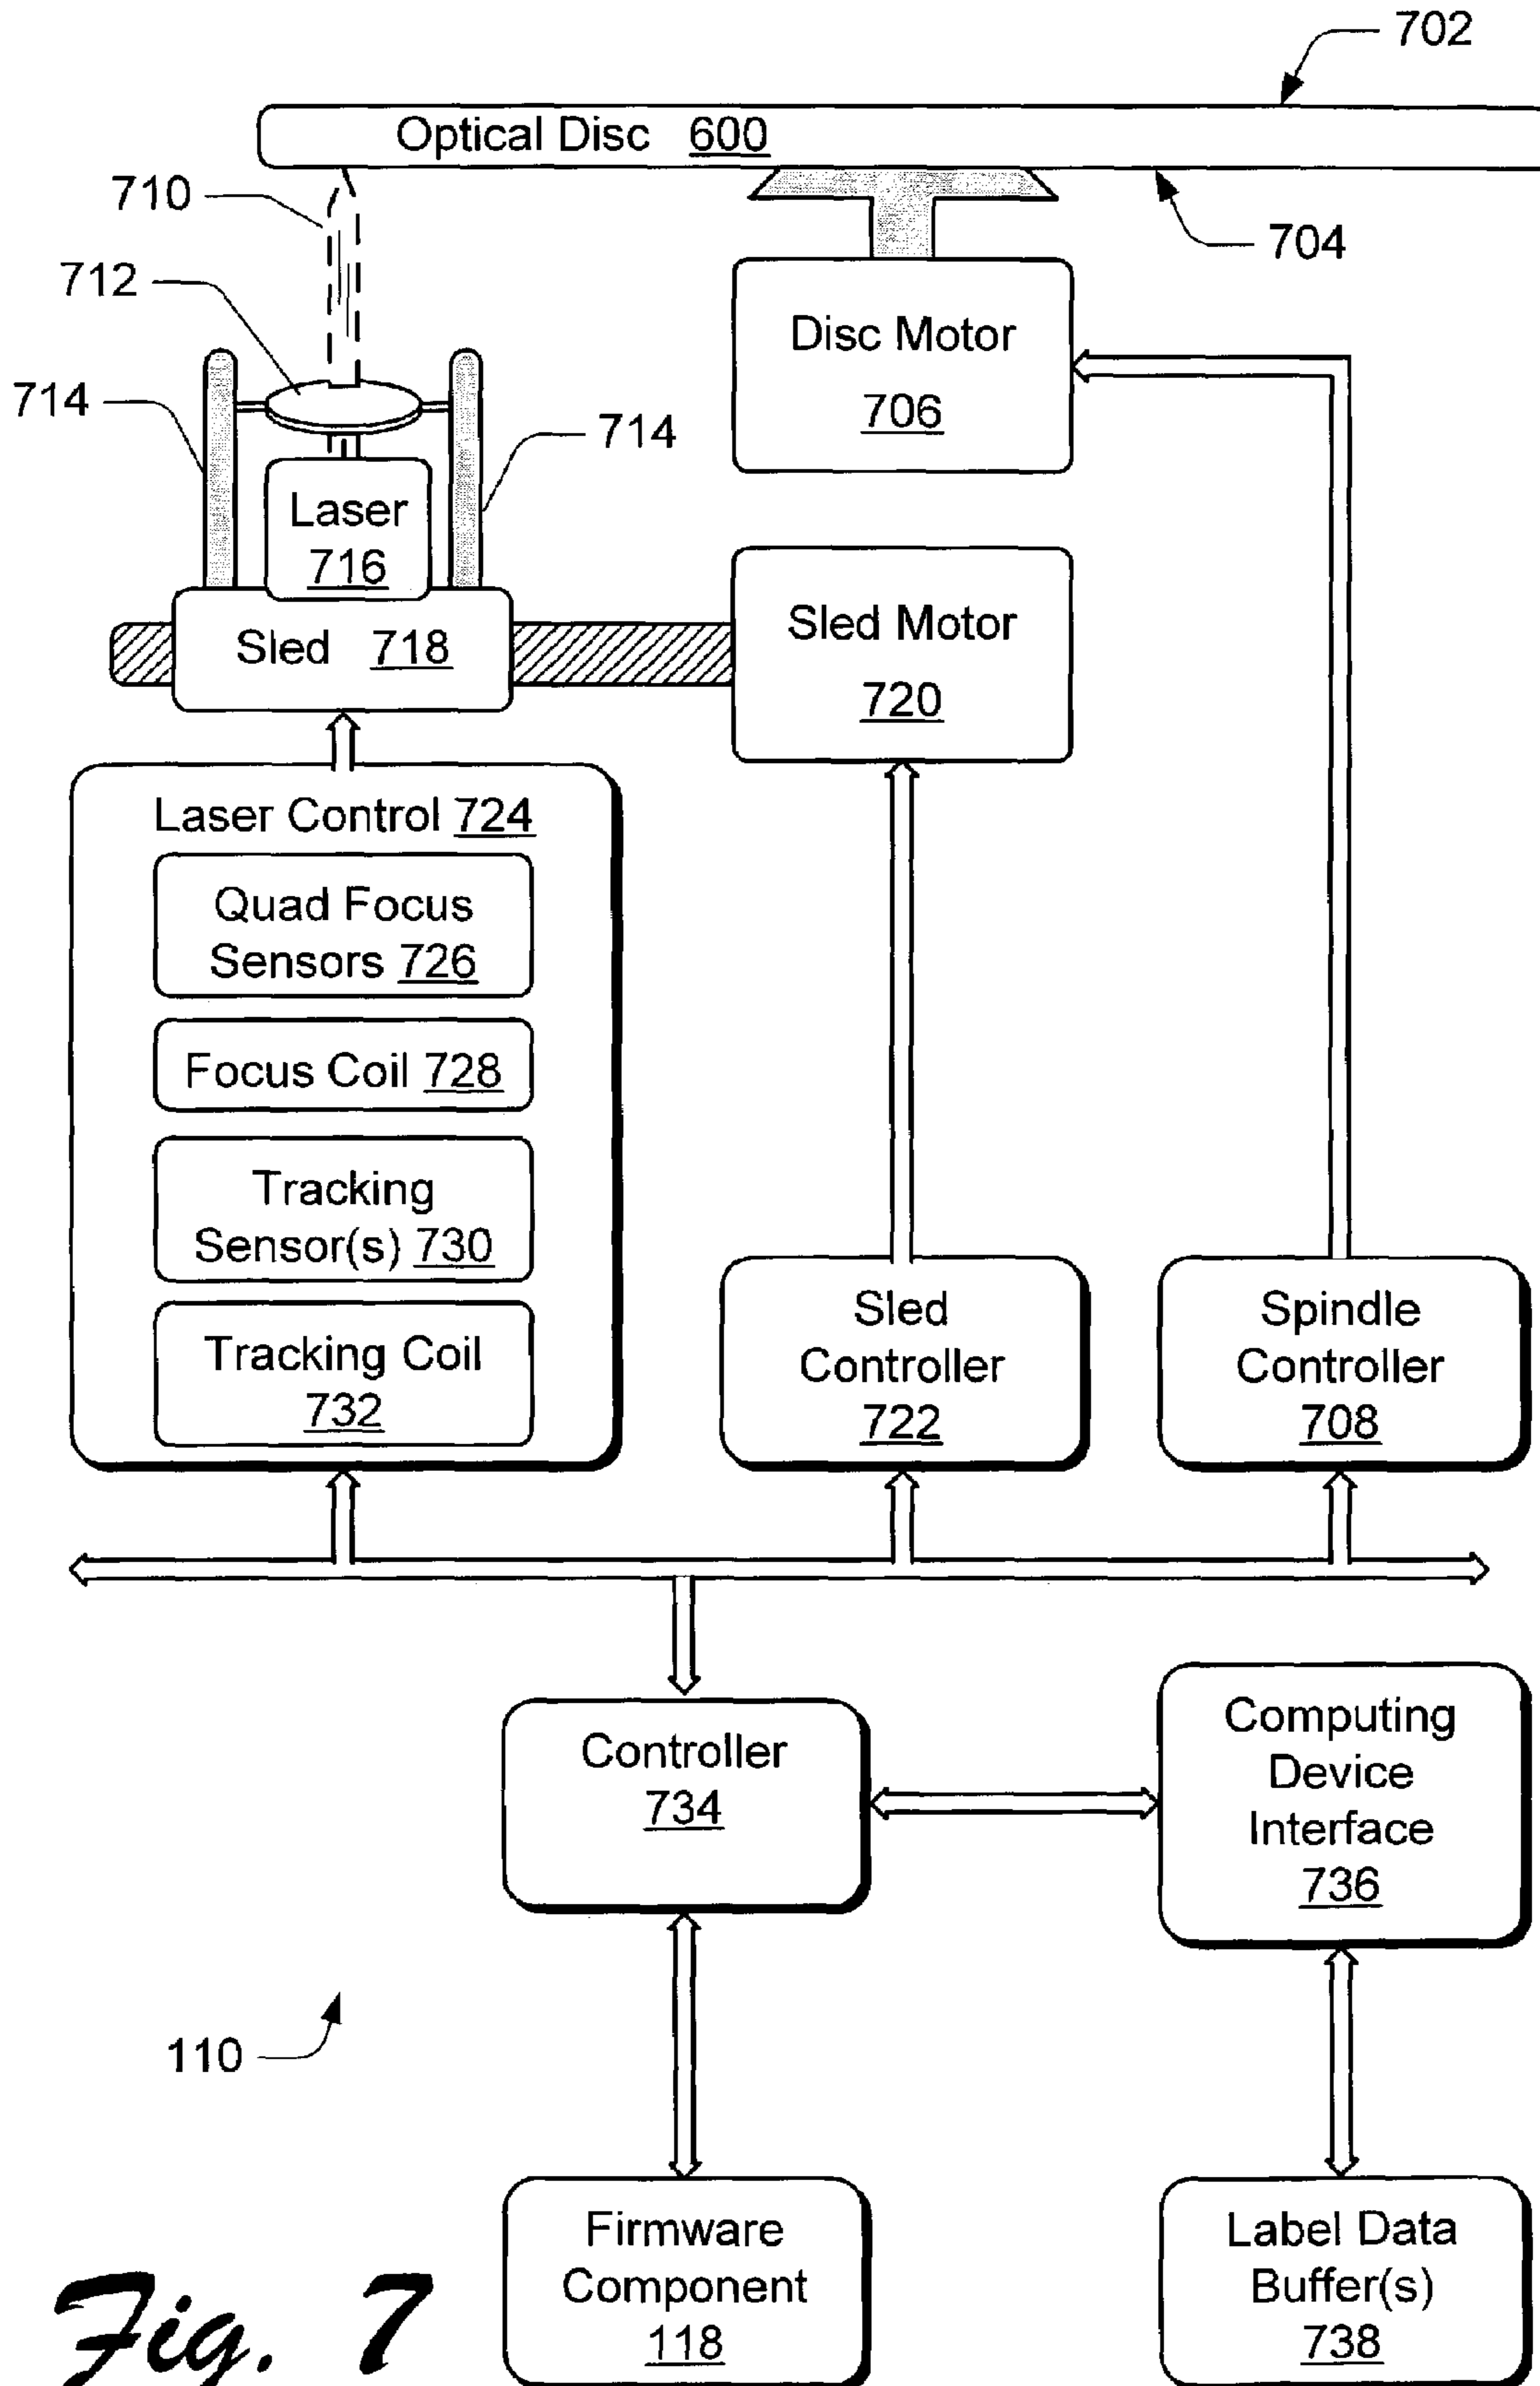 702
Optical Disc 600
710
704
712
Disc Motor
706
714
714
Laser
716
Sled Motor
720
Sled 718
Laser Control 724
Quad Focus
Sensors 726
Focus Coil 728
Tracking
Sensor(s) 730
Tracking Coil
732
Sled
Controller
722
Spindle
Controller
708
Controller
734
Computing
Device
Interface
736
110
Firmware
Component
118
Label Data
Buffer(s)
738
Fig. 7